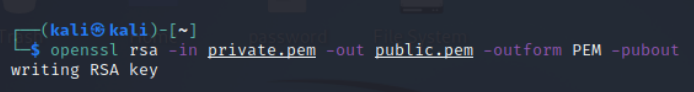 ┌──(kali㉿kali)-[~]
└─$ openssl rsa -in private.pem -out public.pem -outform PEM -pubout
writing RSA key